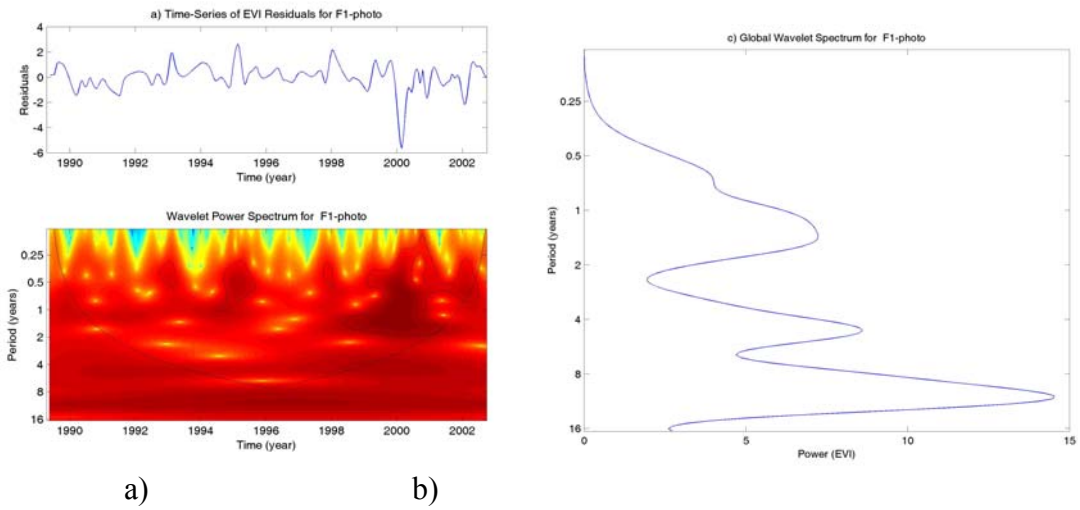 a) Time-Series of EVI Residuals for F1-photo
4
2
0
-2
-4
-6
Residuals
1990 1992 1994 1996 1998 2000 2002
Time (year)
Wavelet Power Spectrum for F1-photo
0.25
0.5
1
2
4
8
16
Period (years)
1990 1992 1994 1996 1998 2000 2002
Time (year)
c) Global Wavelet Spectrum for F1-photo
0.25
0.5
1
2
4
8
16
Period (years)
0 5 10 15
Power (EVI)
a) b)